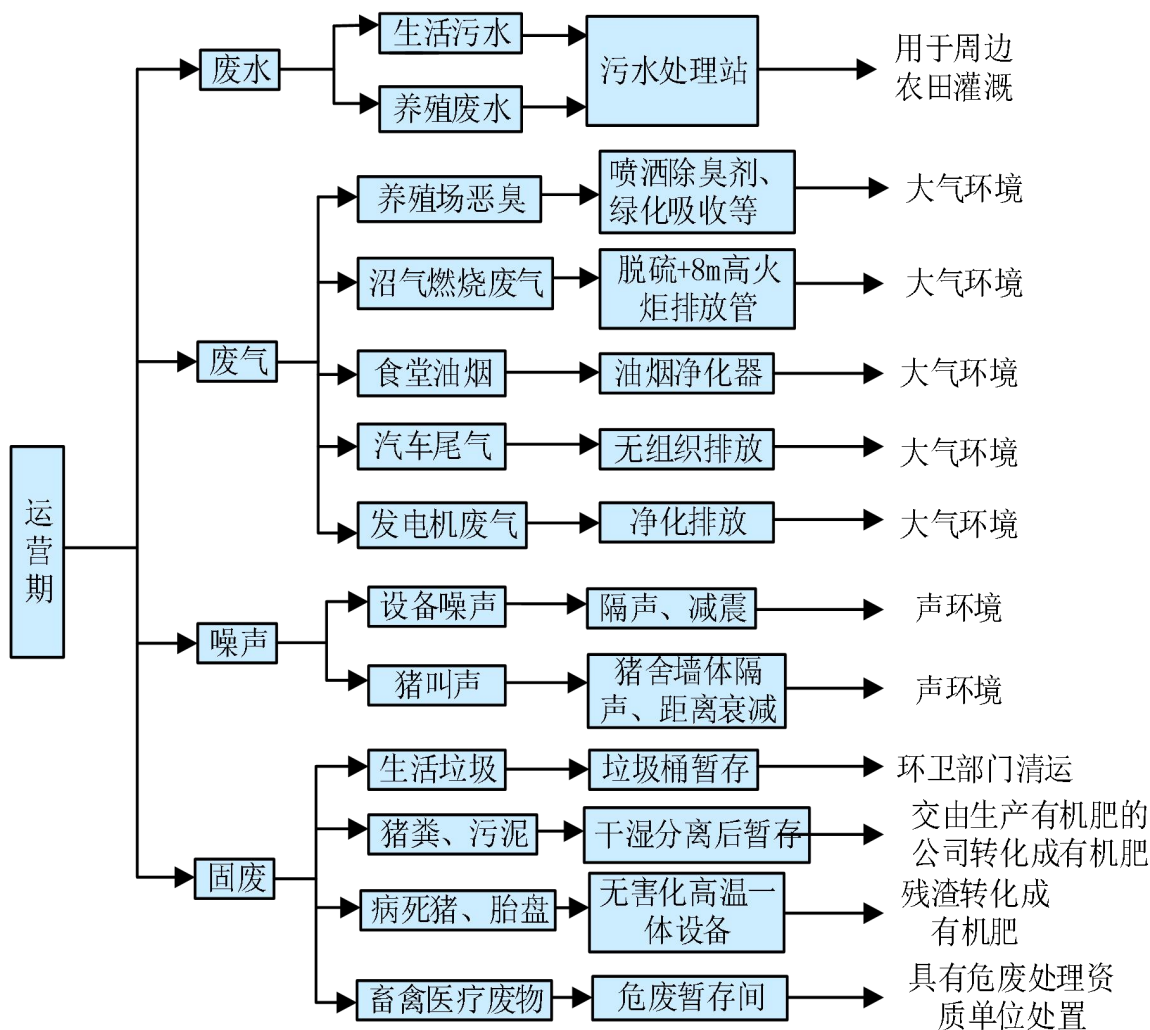 运营期
废水
生活污水
养殖废水
污水处理站
用于周边
农田灌溉
废气
养殖场恶臭
喷洒除臭剂、
绿化吸收等
大气环境
沼气燃烧废气
脱硫+8m高火
炬排放管
大气环境
食堂油烟
油烟净化器
大气环境
汽车尾气
无组织排放
大气环境
发电机废气
净化排放
大气环境
噪声
设备噪声
隔声、减震
声环境
猪叫声
猪舍墙体隔
声、距离衰减
声环境
固废
生活垃圾
垃圾桶暂存
环卫部门清运
猪粪、污泥
干湿分离后暂存
交由生产有机肥的
公司转化成有机肥
病死猪、胎盘
无害化高温一
体设备
残渣转化成
有机肥
畜禽医疗废物
危废暂存间
具有危废处理资
质单位处置